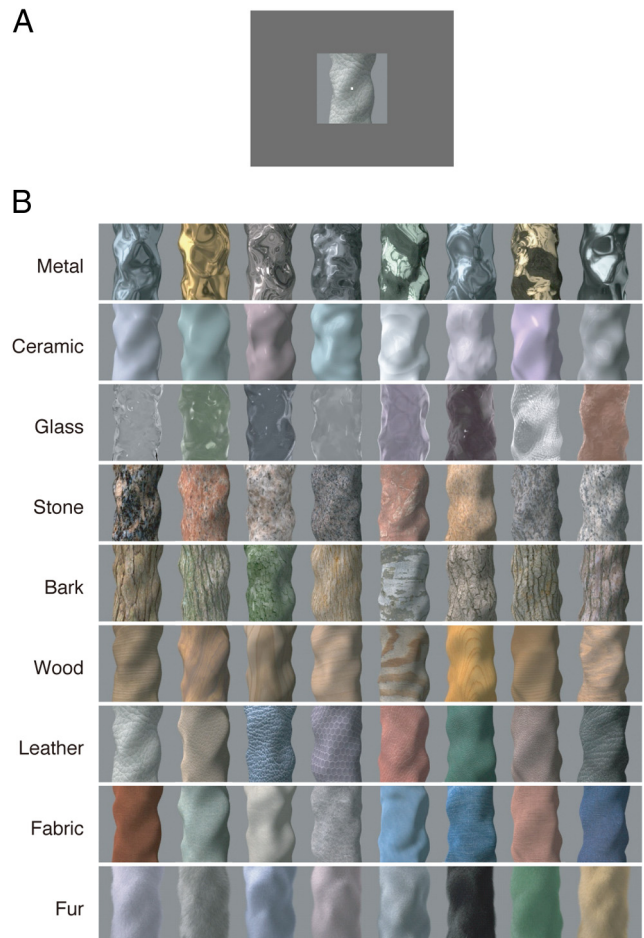 A
B
Metal
Ceramic
Glass
Stone
Bark
Wood
Leather
Fabric
Fur